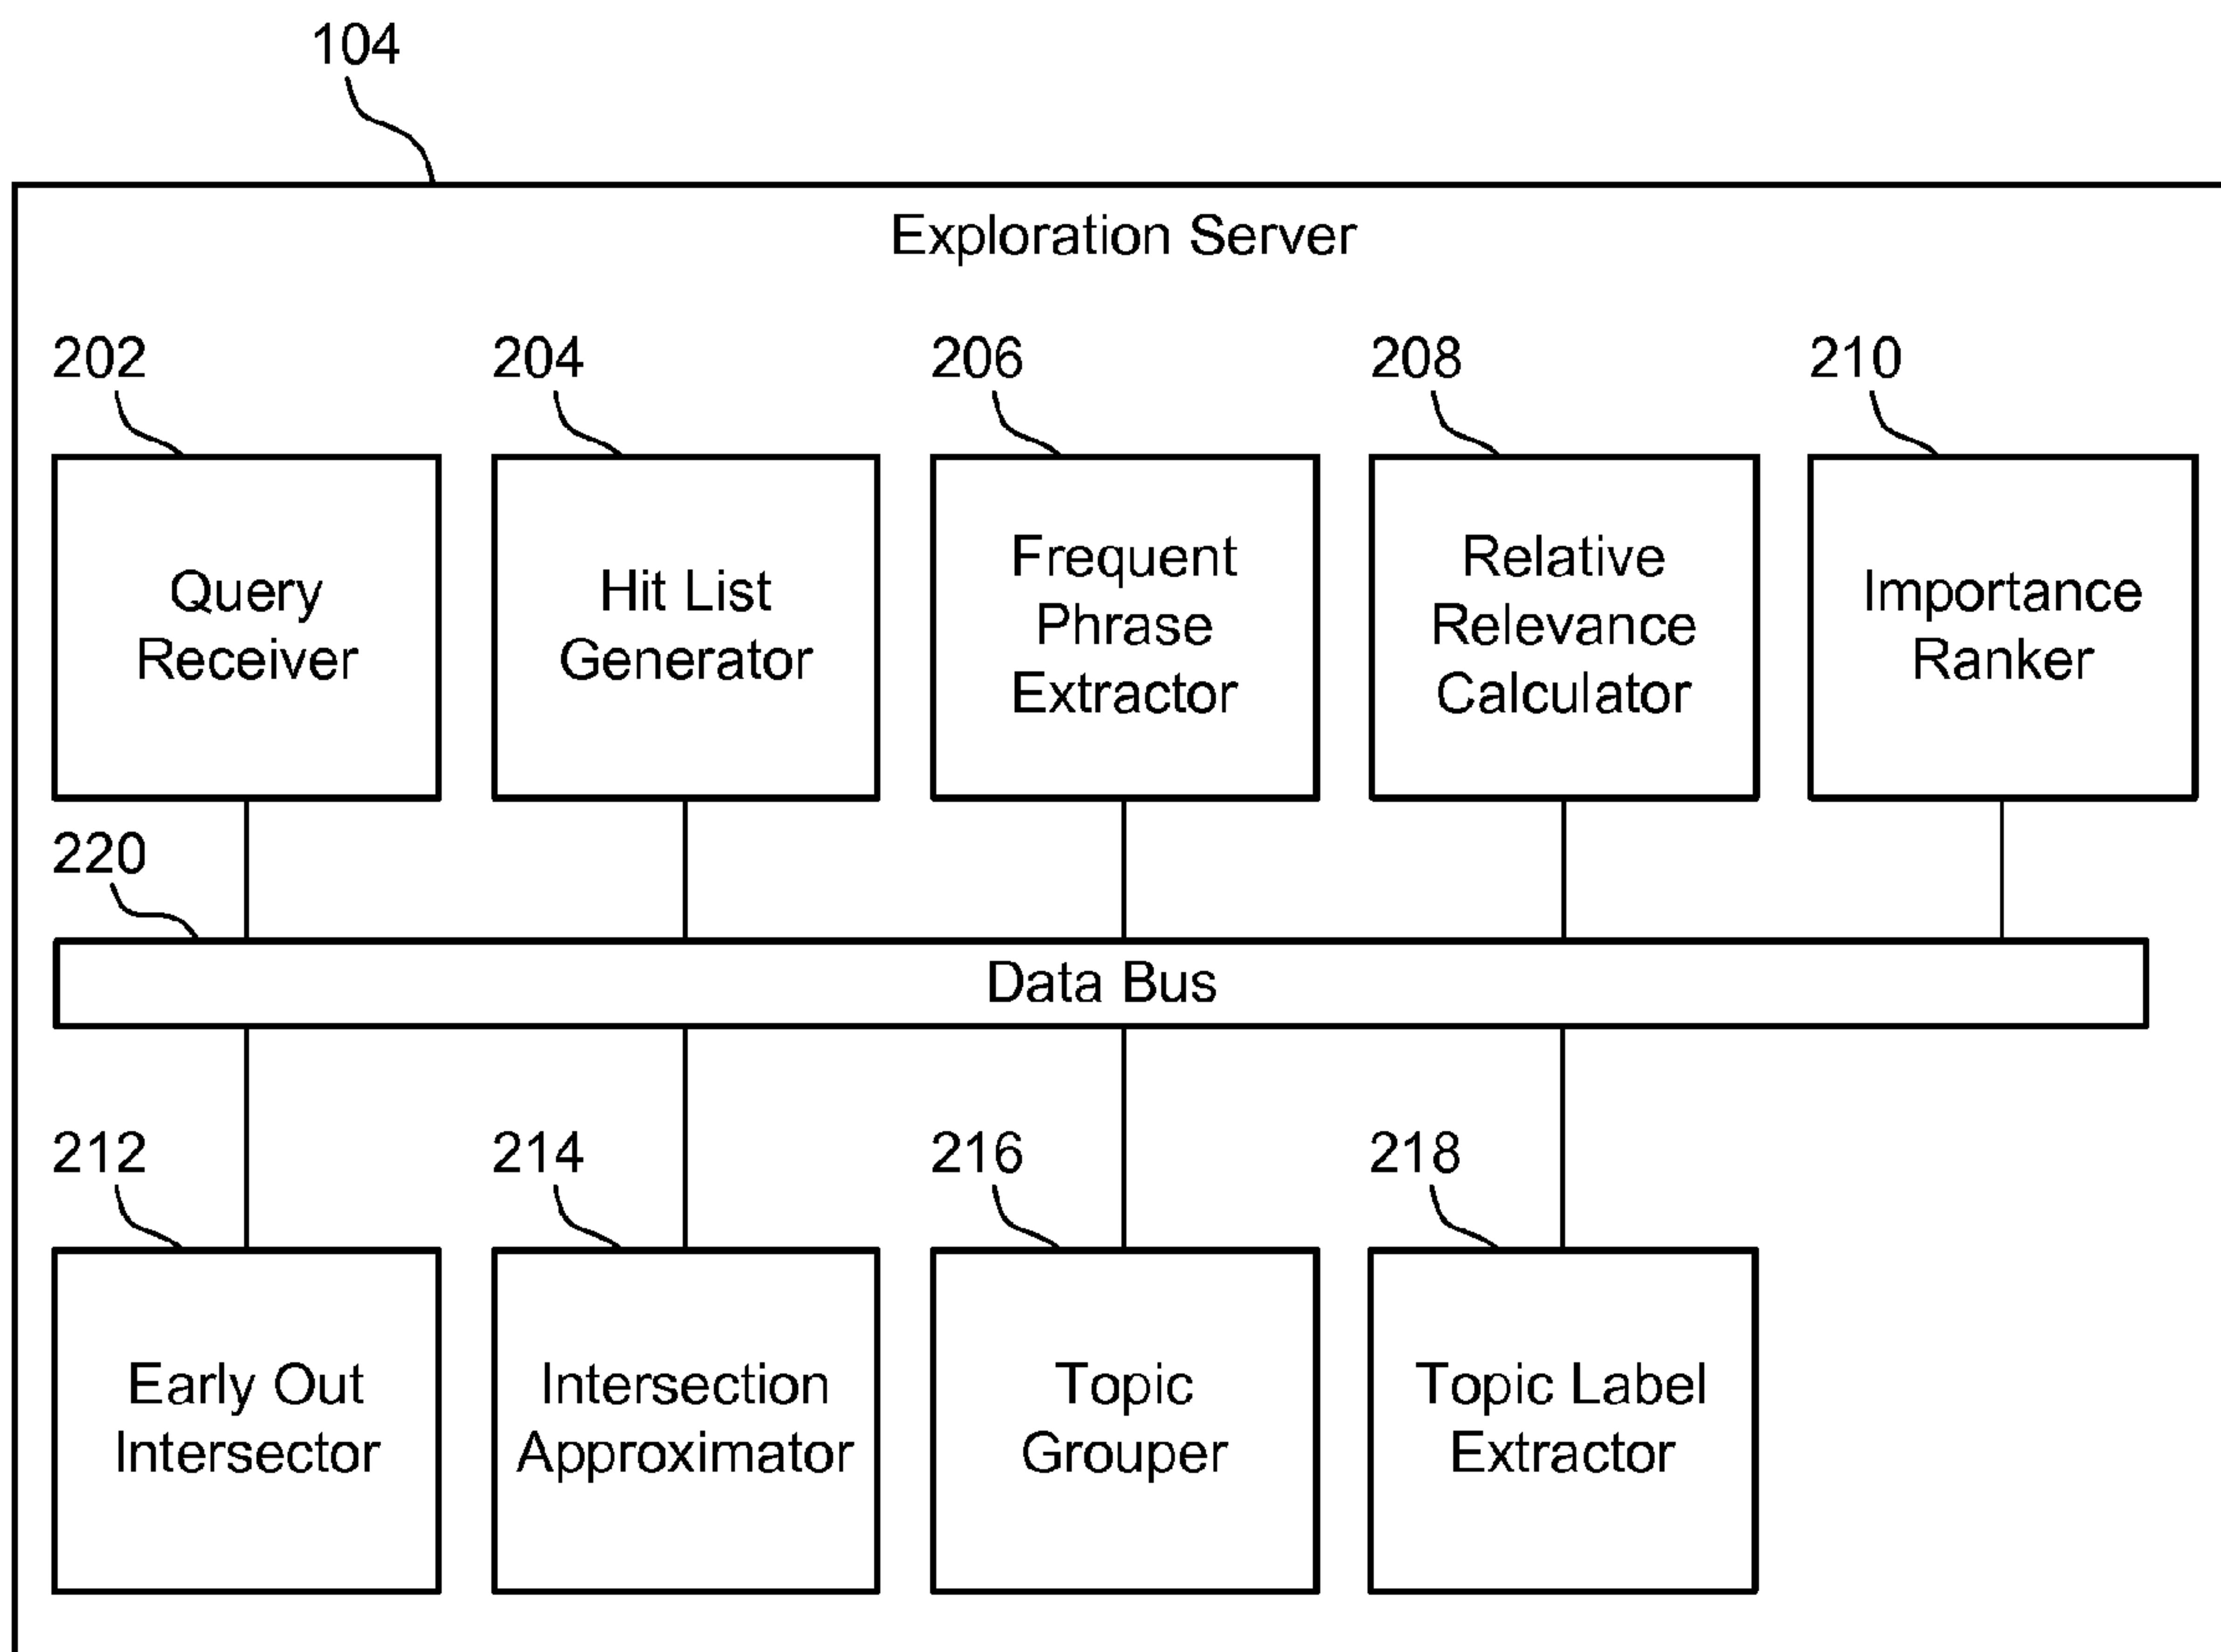 104
Exploration Server
202
204
206
208
210
Query
Receiver
Hit List
Generator
Frequent
Phrase
Extractor
Relative
Relevance
Calculator
Importance
Ranker
220
Data Bus
212
214
216
218
Early Out
Intersector
Intersection
Approximator
Topic
Grouper
Topic Label
Extractor